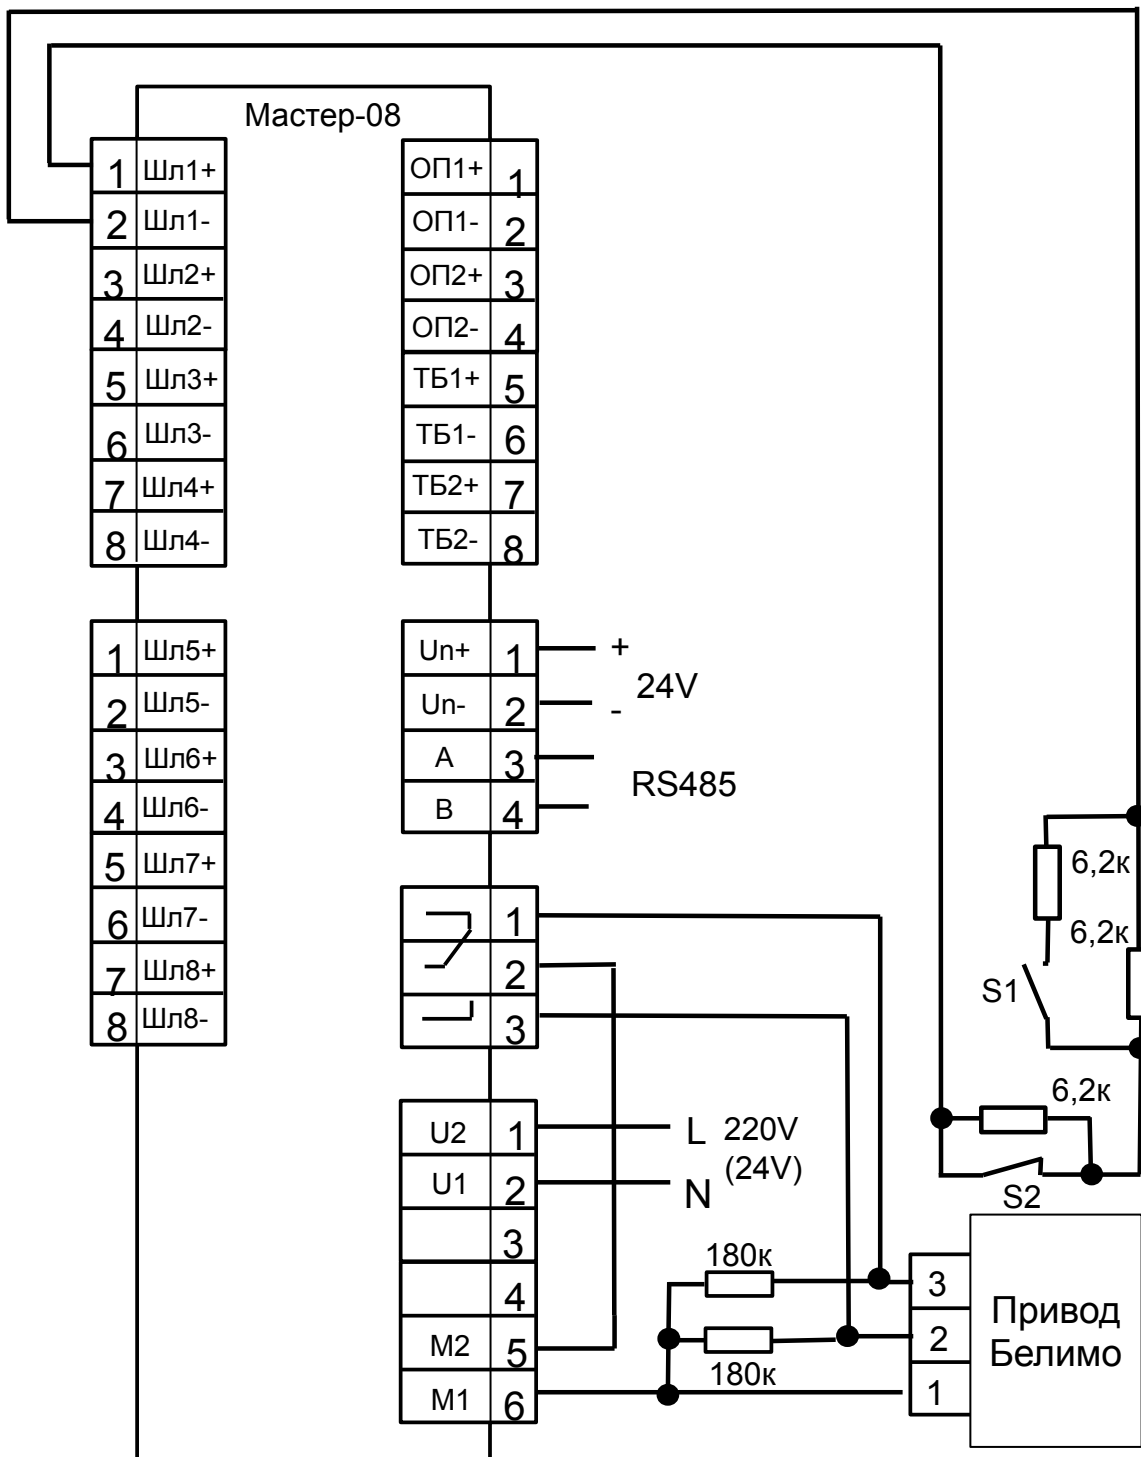 Мастер-08
1 Шл1+
2 Шл1-
3 Шл2+
4 Шл2-
5 Шл3+
6 Шл3-
7 Шл4+
8 Шл4-
ОП1+ 1
ОП1- 2
ОП2+ 3
ОП2- 4
ТБ1+ 5
ТБ1- 6
ТБ2+ 7
ТБ2- 8
1 Шл5+
2 Шл5-
3 Шл6+
4 Шл6-
5 Шл7+
6 Шл7-
7 Шл8+
8 Шл8-
Un+ 1 +
24V
Un- 2 -
A 3
RS485
B 4
1
2
3
6,2к
6,2к
S1
6,2к
S2
U2 1 L 220V
(24V)
U1 2 N
3
4
M2 5
M1 6
180к
180к
3
2
1
Привод
Белимо